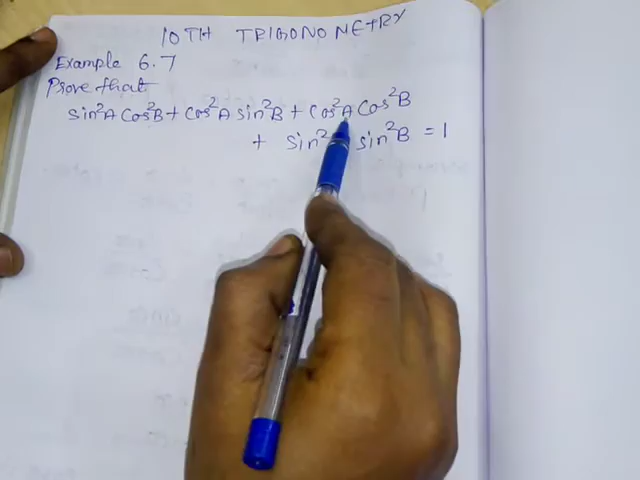 10TH TRIGONOMETRY
Example 6.7
Prove that
sin²A Cos²B + Cos²A sin²B + Cos²A Cos²B
+ sin² sin²B = 1